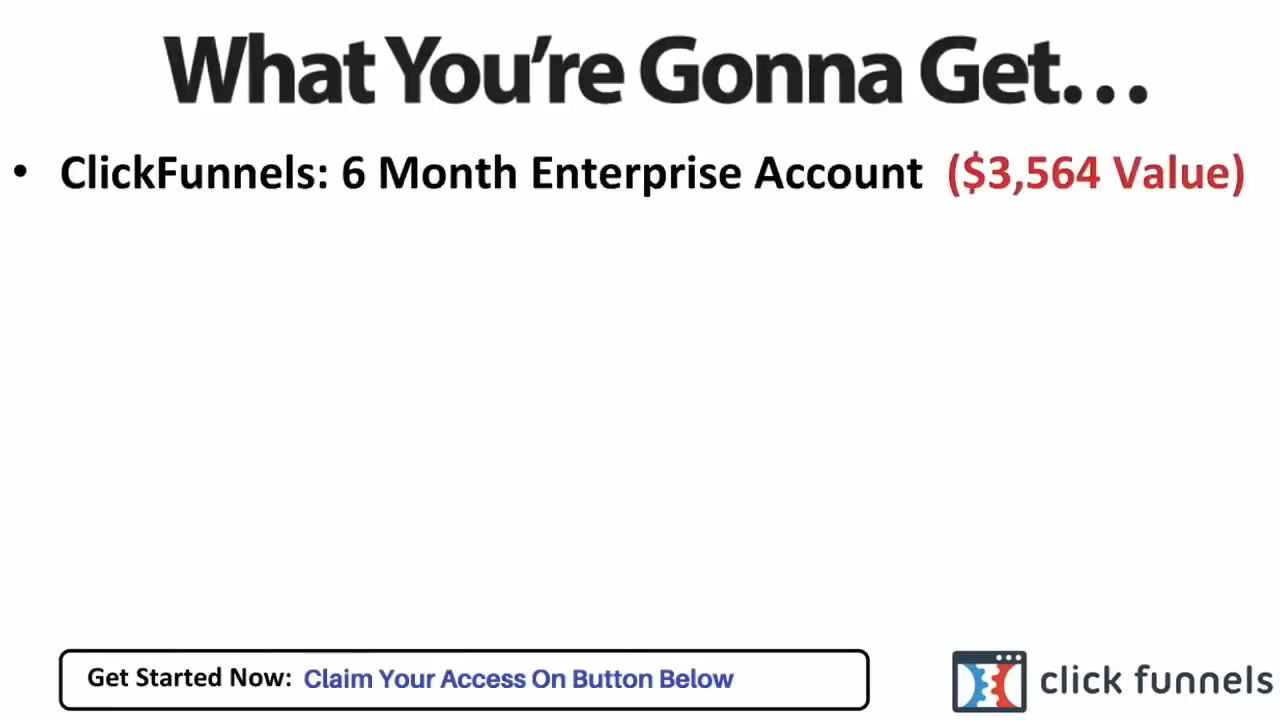 What You're Gonna Get...
• ClickFunnels: 6 Month Enterprise Account ($3,564 Value)
Get Started Now: Claim Your Access On Button Below
click funnels